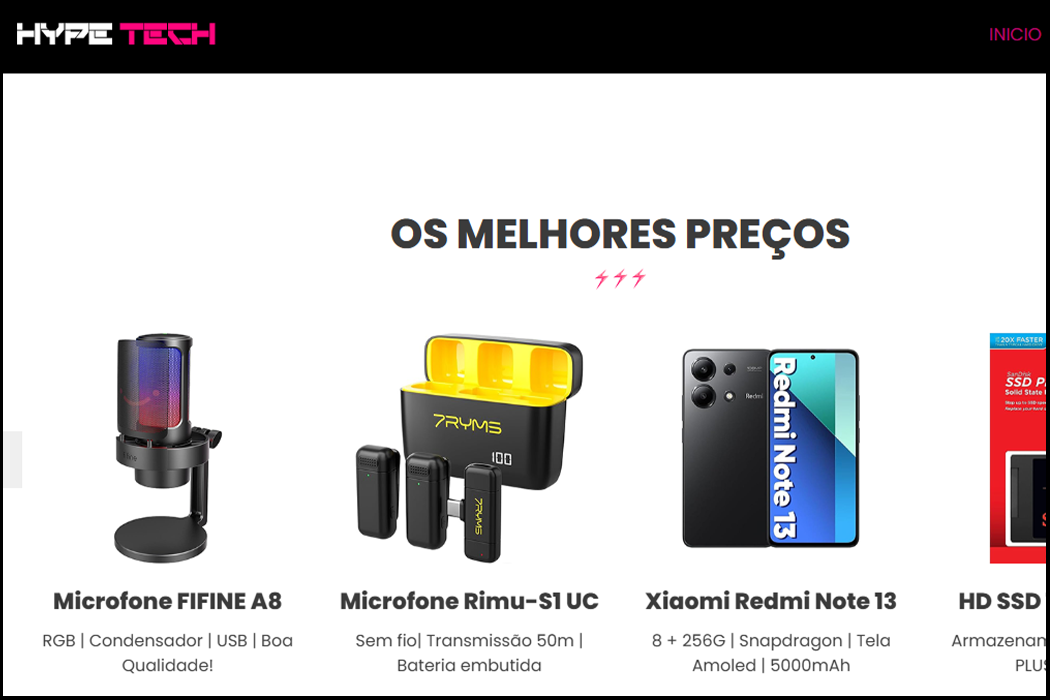 HYPE TECH
INICIO
OS MELHORES PREÇOS
7RYMS
100
7RYMS
Redmi
Redmi Note 13
20X FASTER
SanDisk
SSD P
Solid State
Microfone FIFINE A8
RGB | Condensador | USB | Boa
Qualidade!
Microfone Rimu-S1 UC
Sem fio| Transmissão 50m |
Bateria embutida
Xiaomi Redmi Note 13
8 + 256G | Snapdragon | Tela
Amoled | 5000mAh
HD SSD
Armazenam
PLUS